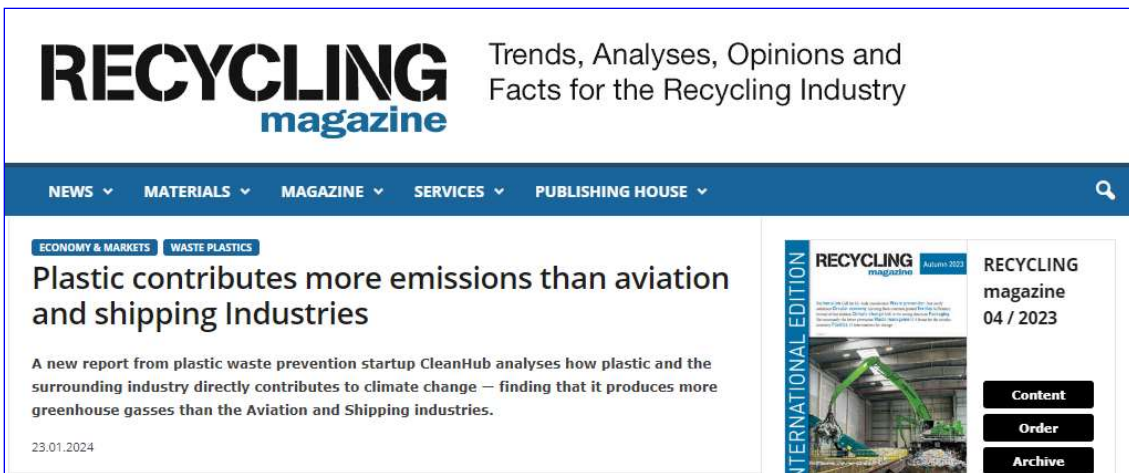 RECYCLING
magazine
Trends, Analyses, Opinions and
Facts for the Recycling Industry
NEWS
MATERIALS
MAGAZINE
SERVICES
PUBLISHING HOUSE
ECONOMY & MARKETS
WASTE PLASTICS
Plastic contributes more emissions than aviation
and shipping Industries
A new report from plastic waste prevention startup CleanHub analyses how plastic and the
surrounding industry directly contributes to climate change — finding that it produces more
greenhouse gasses than the Aviation and Shipping industries.
23.01.2024
INTERNATIONAL EDITION
RECYCLING
magazine
Autumn 2023
RECYCLING
magazine
04 / 2023
Content
Order
Archive